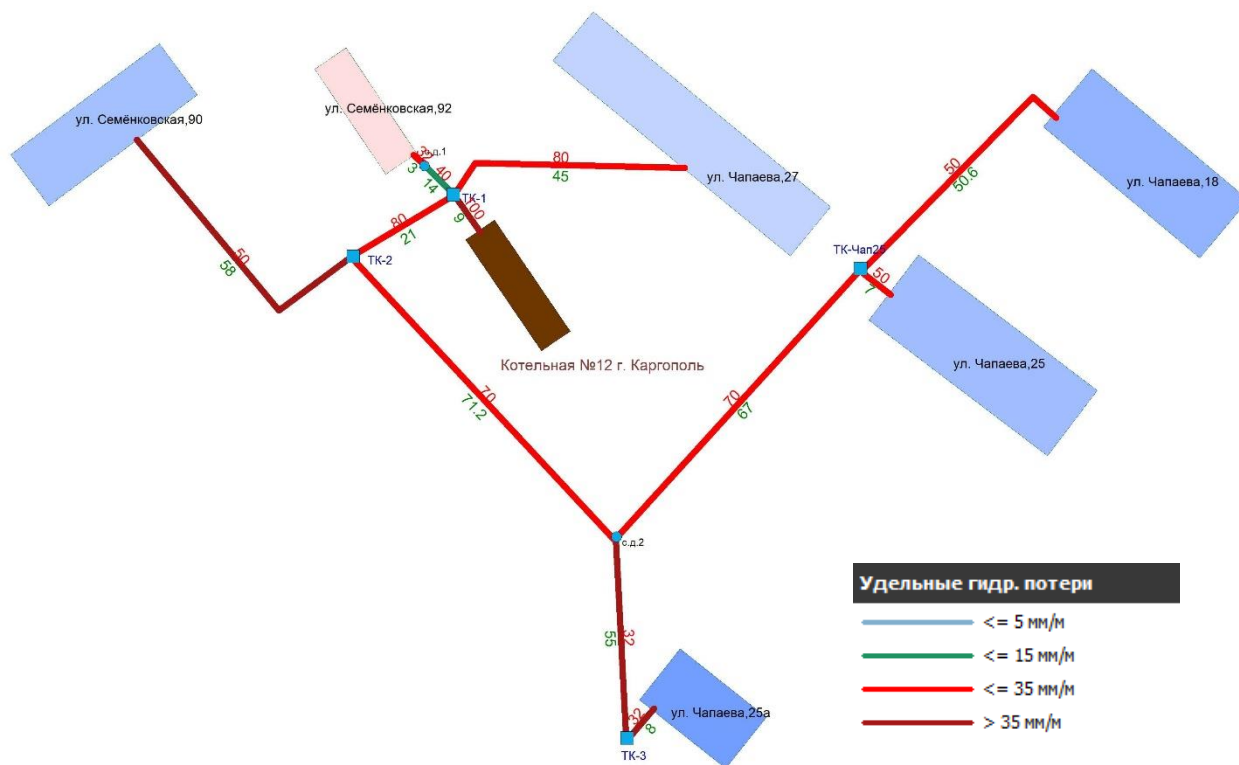 ул. Семёнковская,90
ул. Семёнковская,92
с.д.1
32
3
40
14
ТК-1
80
45
ул. Чапаева,27
100
9
80
21
ТК-2
50
58
Котельная №12 г. Каргополь
50
50.6
ул. Чапаева,18
50
7
ул. Чапаева,25
70
71.2
70
67
с.д.2
32
55
32
8
ул. Чапаева,25а
ТК-3
Удельные гидр. потери
<= 5 мм/м
<= 15 мм/м
<= 35 мм/м
> 35 мм/м